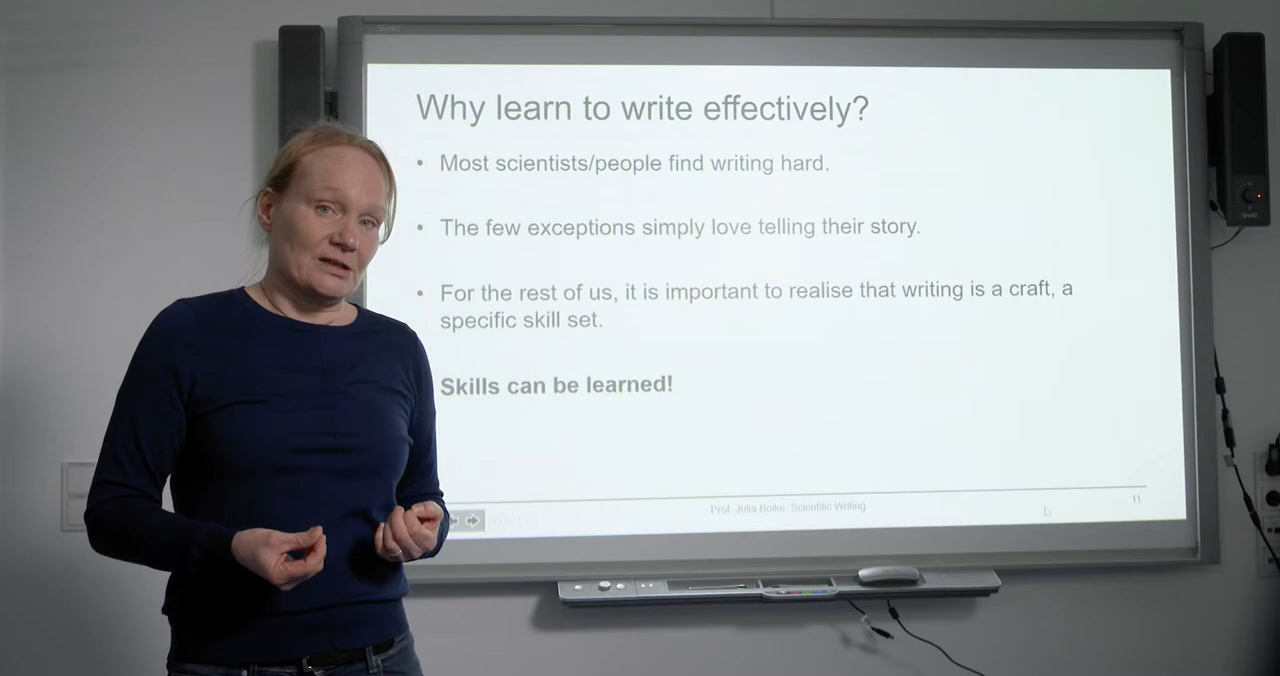 Why learn to write effectively?
• Most scientists/people find writing hard.
• The few exceptions simply love telling their story.
• For the rest of us, it is important to realise that writing is a craft, a
specific skill set.
Skills can be learned!
Prof. Julia Boike: Scientific Writing
11
SMART